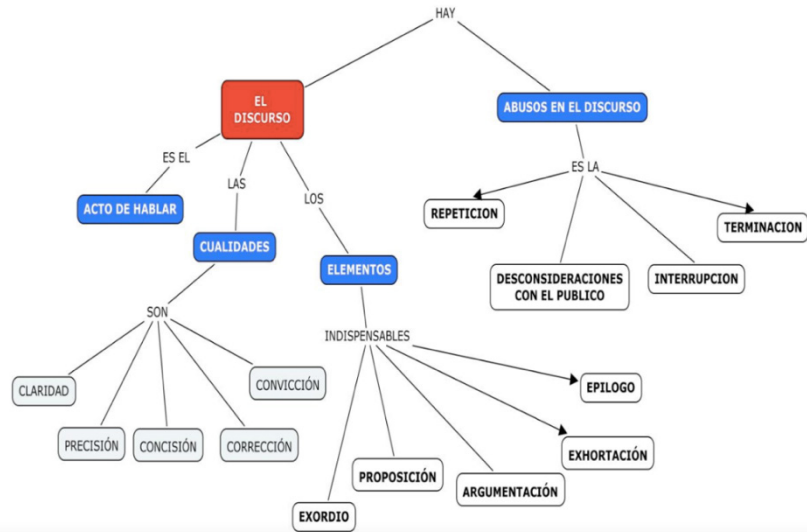 HAY
EL
DISCURSO
ABUSOS EN EL DISCURSO
ES EL
LAS
LOS
ES LA
ACTO DE HABLAR
REPETICION
TERMINACION
CUALIDADES
ELEMENTOS
DESCONSIDERACIONES
CON EL PUBLICO
INTERRUPCION
SON
INDISPENSABLES
CLARIDAD
CONVICCIÓN
EPILOGO
PRECISIÓN
CONCISIÓN
CORRECCIÓN
EXHORTACIÓN
PROPOSICIÓN
ARGUMENTACIÓN
EXORDIO